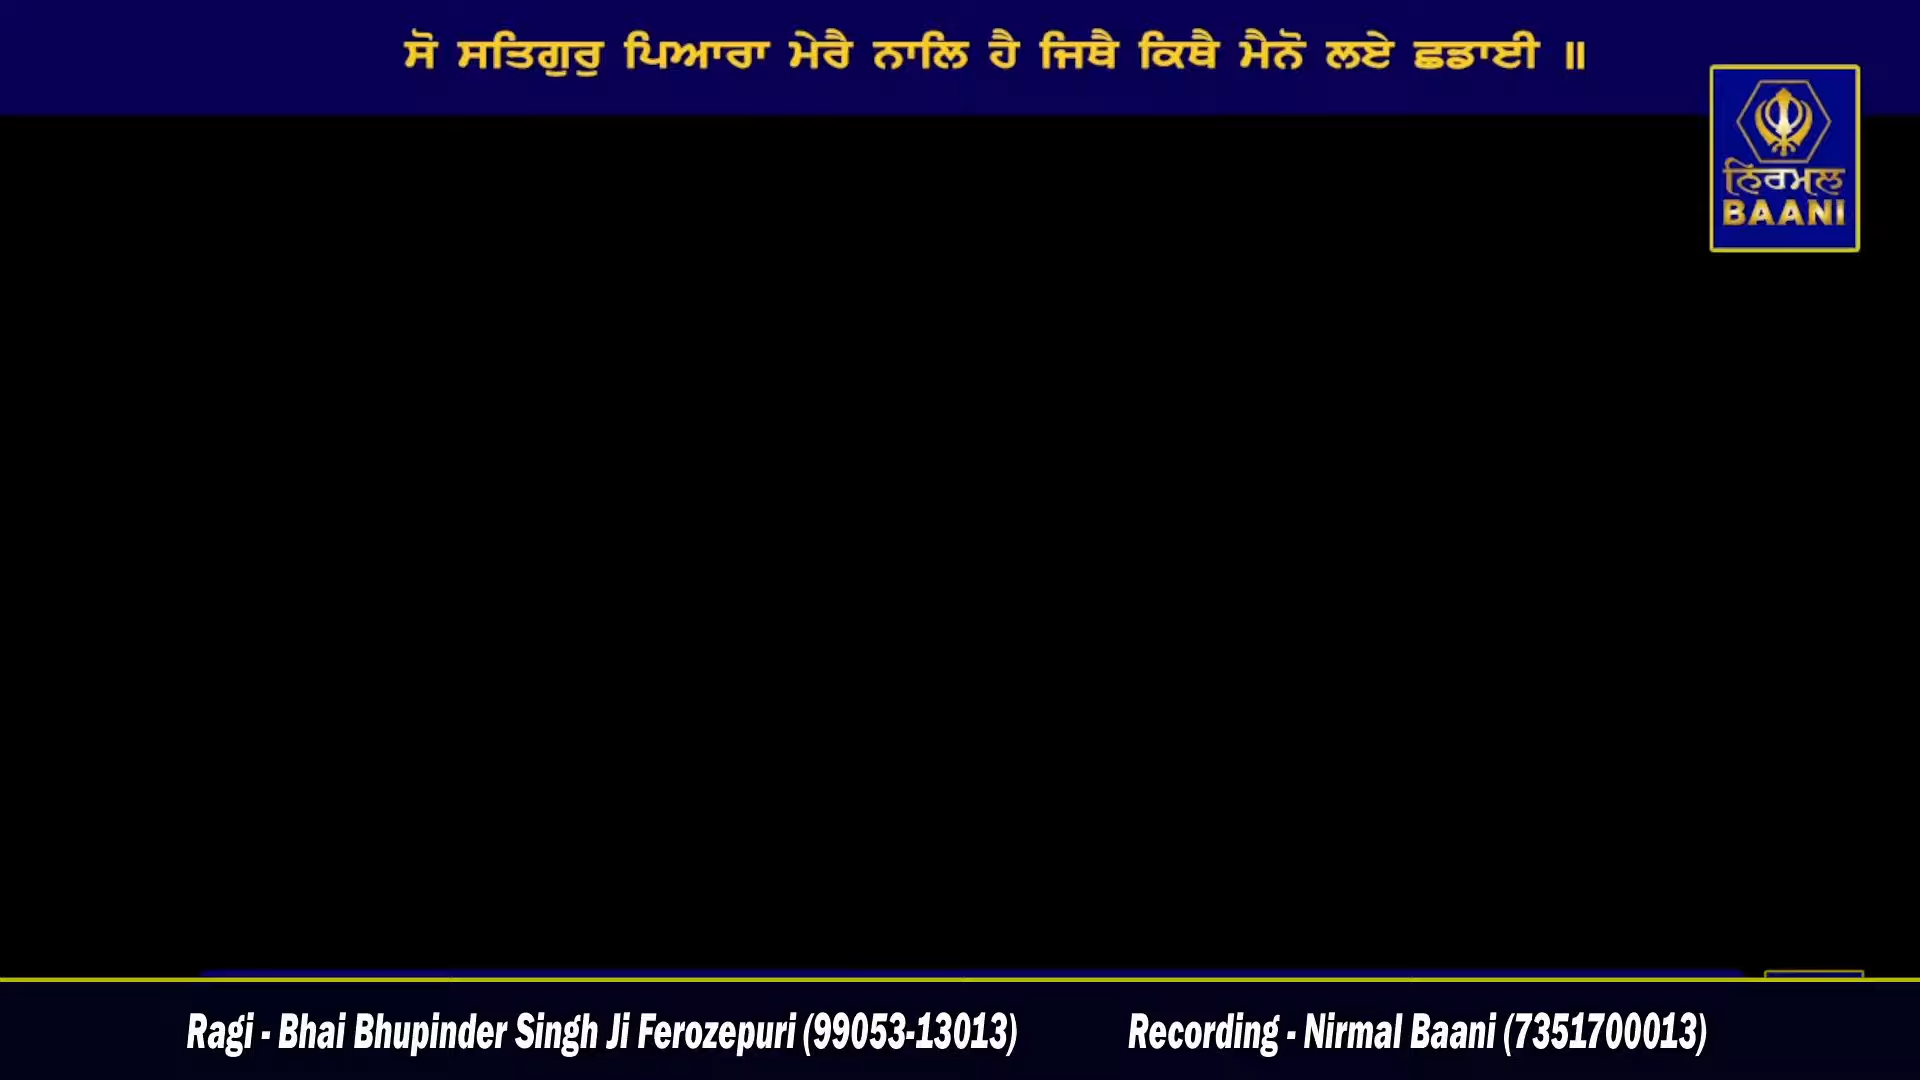 ਸੋ ਸਤਿਗੁਰੁ ਪਿਆਰਾ ਮੇਰੈ ਨਾਲਿ ਹੈ ਜਿਥੈ ਕਿਥੈ ਮੈਨੋ ਲਏ ਛਡਾਈ ॥
ਨਿਰਮਲ
BAANI
Ragi - Bhai Bhupinder Singh Ji Ferozepuri (99053-13013) Recording - Nirmal Baani (7351700013)